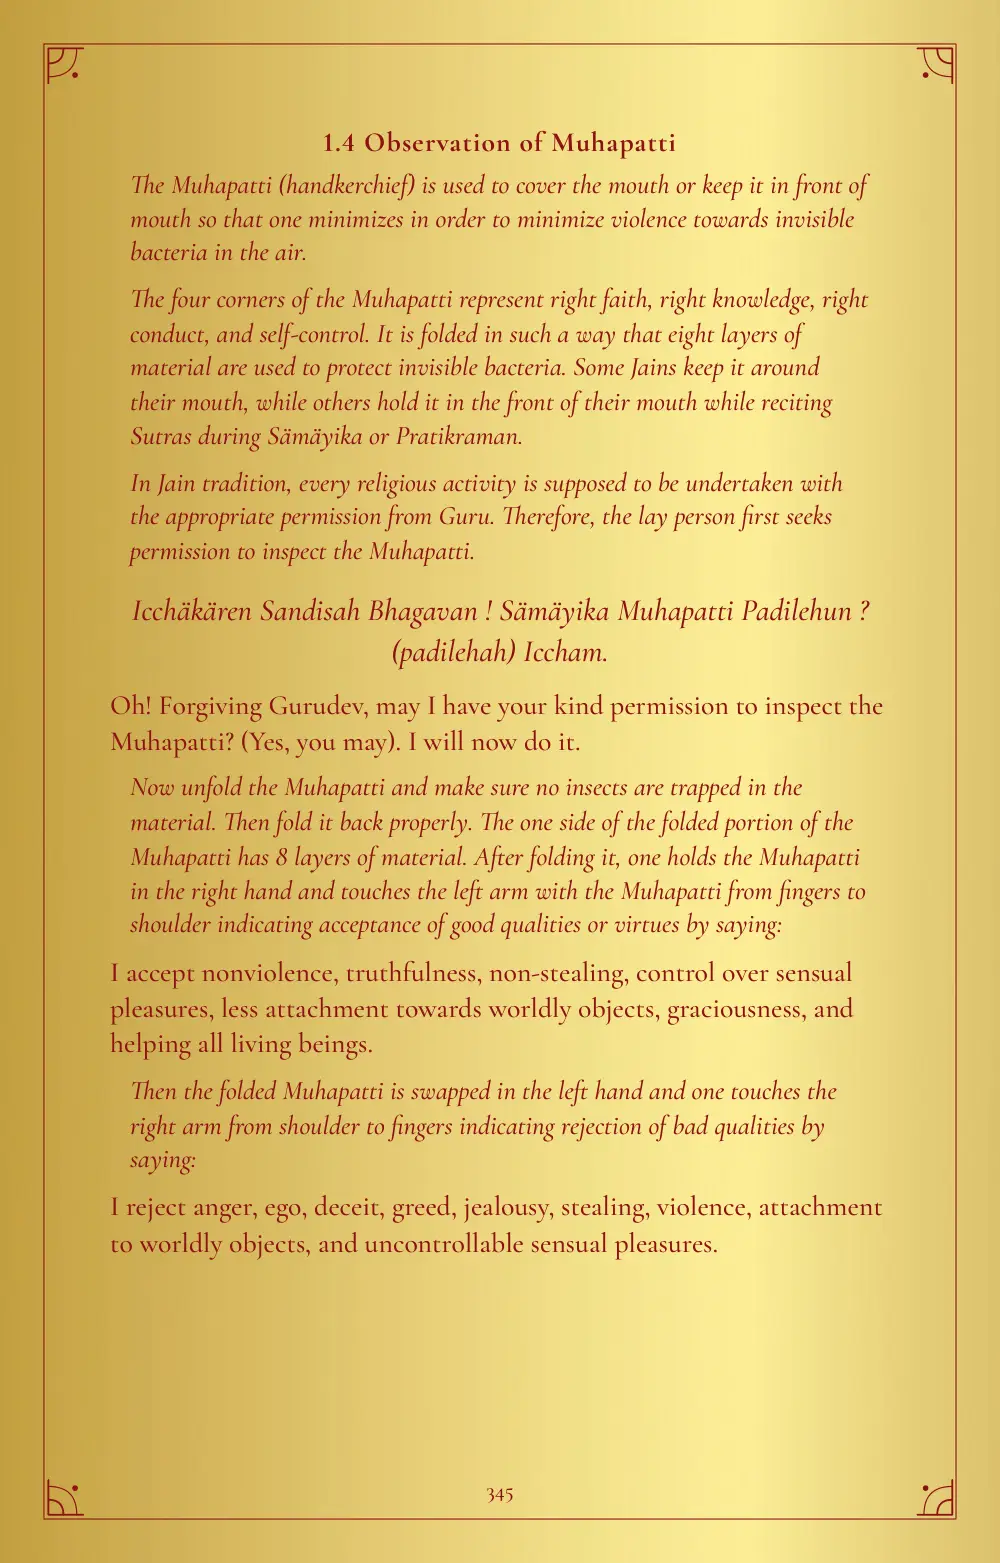 1.4 Observation of Muhapatti
The Muhapatti (handkerchief) is used to cover the mouth or keep it in front of
mouth so that one minimizes in order to minimize violence towards invisible
bacteria in the air.
The four corners of the Muhapatti represent right faith, right knowledge, right
conduct, and self-control. It is folded in such a way that eight layers of
material are used to protect invisible bacteria. Some Jains keep it around
their mouth, while others hold it in the front of their mouth while reciting
Sutras during Sämäyika or Pratikraman.
In Jain tradition, every religious activity is supposed to be undertaken with
the appropriate permission from Guru. Therefore, the lay person first seeks
permission to inspect the Muhapatti.
Icchäkären Sandisah Bhagavan ! Sämäyika Muhapatti Padilehun ?
(padilehah) Iccham.
Oh! Forgiving Gurudev, may I have your kind permission to inspect the
Muhapatti? (Yes, you may). I will now do it.
Now unfold the Muhapatti and make sure no insects are trapped in the
material. Then fold it back properly. The one side of the folded portion of the
Muhapatti has 8 layers of material. After folding it, one holds the Muhapatti
in the right hand and touches the left arm with the Muhapatti from fingers to
shoulder indicating acceptance of good qualities or virtues by saying:
I accept nonviolence, truthfulness, non-stealing, control over sensual
pleasures, less attachment towards worldly objects, graciousness, and
helping all living beings.
Then the folded Muhapatti is swapped in the left hand and one touches the
right arm from shoulder to fingers indicating rejection of bad qualities by
saying:
I reject anger, ego, deceit, greed, jealousy, stealing, violence, attachment
to worldly objects, and uncontrollable sensual pleasures.
345